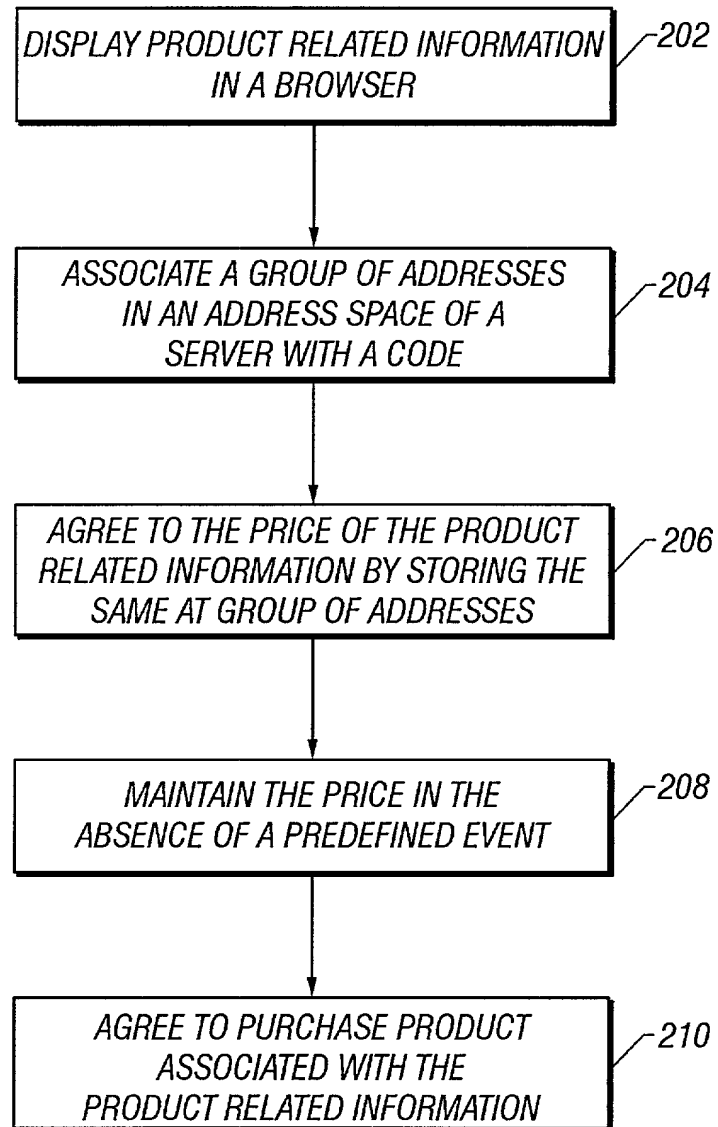 DISPLAY PRODUCT RELATED INFORMATION
IN A BROWSER
202
ASSOCIATE A GROUP OF ADDRESSES
IN AN ADDRESS SPACE OF A
SERVER WITH A CODE
204
AGREE TO THE PRICE OF THE PRODUCT
RELATED INFORMATION BY STORING THE
SAME AT GROUP OF ADDRESSES
206
MAINTAIN THE PRICE IN THE
ABSENCE OF A PREDEFINED EVENT
208
AGREE TO PURCHASE PRODUCT
ASSOCIATED WITH THE
PRODUCT RELATED INFORMATION
210